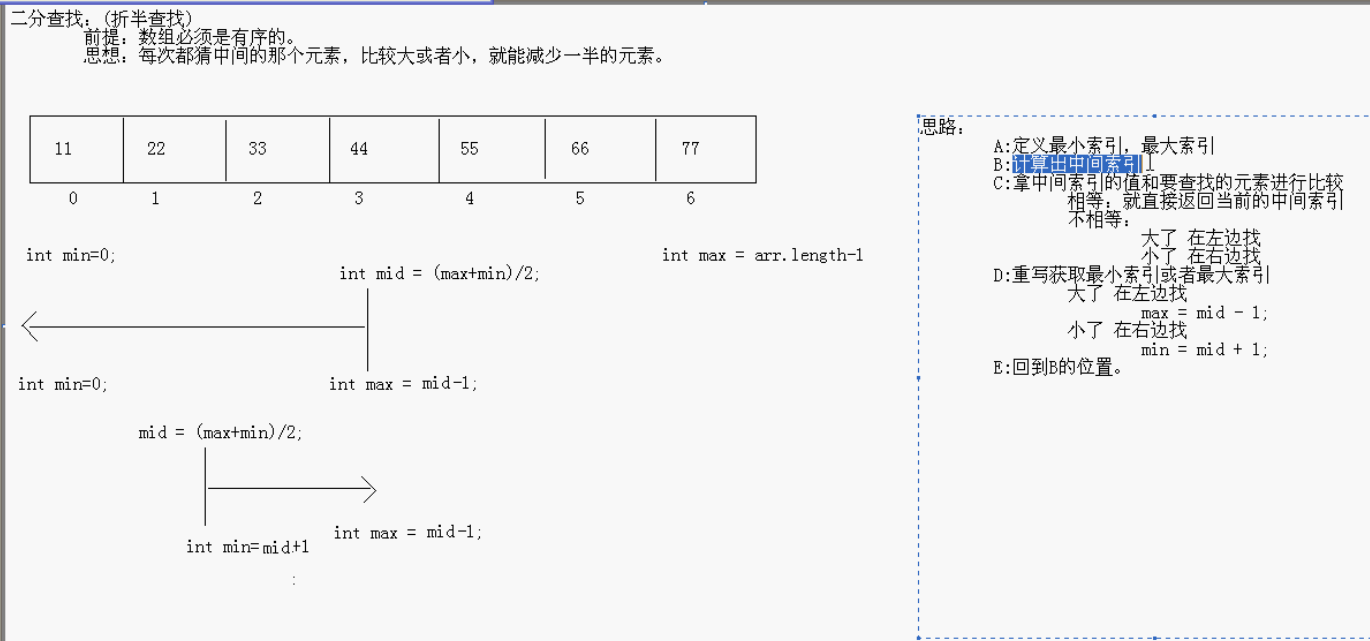 二分查找：(折半查找)
前提：数组必须是有序的。
思想：每次都猜中间的那个元素，比较大或者小，就能减少一半的元素。
11 22 33 44 55 66 77
0 1 2 3 4 5 6
int min=0;
int max = arr.length-1
int mid = (max+min)/2;
int min=0;
int max = mid-1;
mid = (max+min)/2;
int max = mid-1;
int min=mid+1
;
思路：
A:定义最小索引，最大索引
B:计算出中间索引
C:拿中间索引的值和要查找的元素进行比较
相等：就直接返回当前的中间索引
不相等：
大了 在左边找
小了 在右边找
D:重写获取最小索引或者最大索引
大了 在左边找
max = mid - 1;
小了 在右边找
min = mid + 1;
E:回到B的位置。